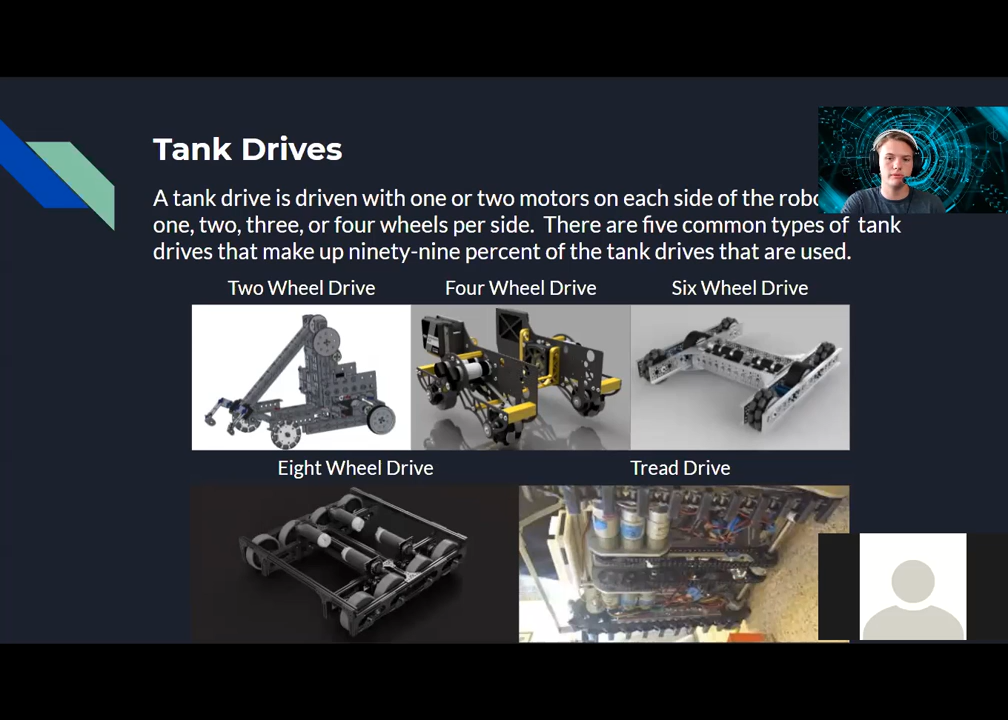 Tank Drives
A tank drive is driven with one or two motors on each side of the
one, two, three, or four wheels per side.  There are five common types of  tank
drives that make up ninety-nine percent of the tank drives that are used.
Two Wheel Drive
Four Wheel Drive
Six Wheel Drive
Eight Wheel Drive
Tread Drive